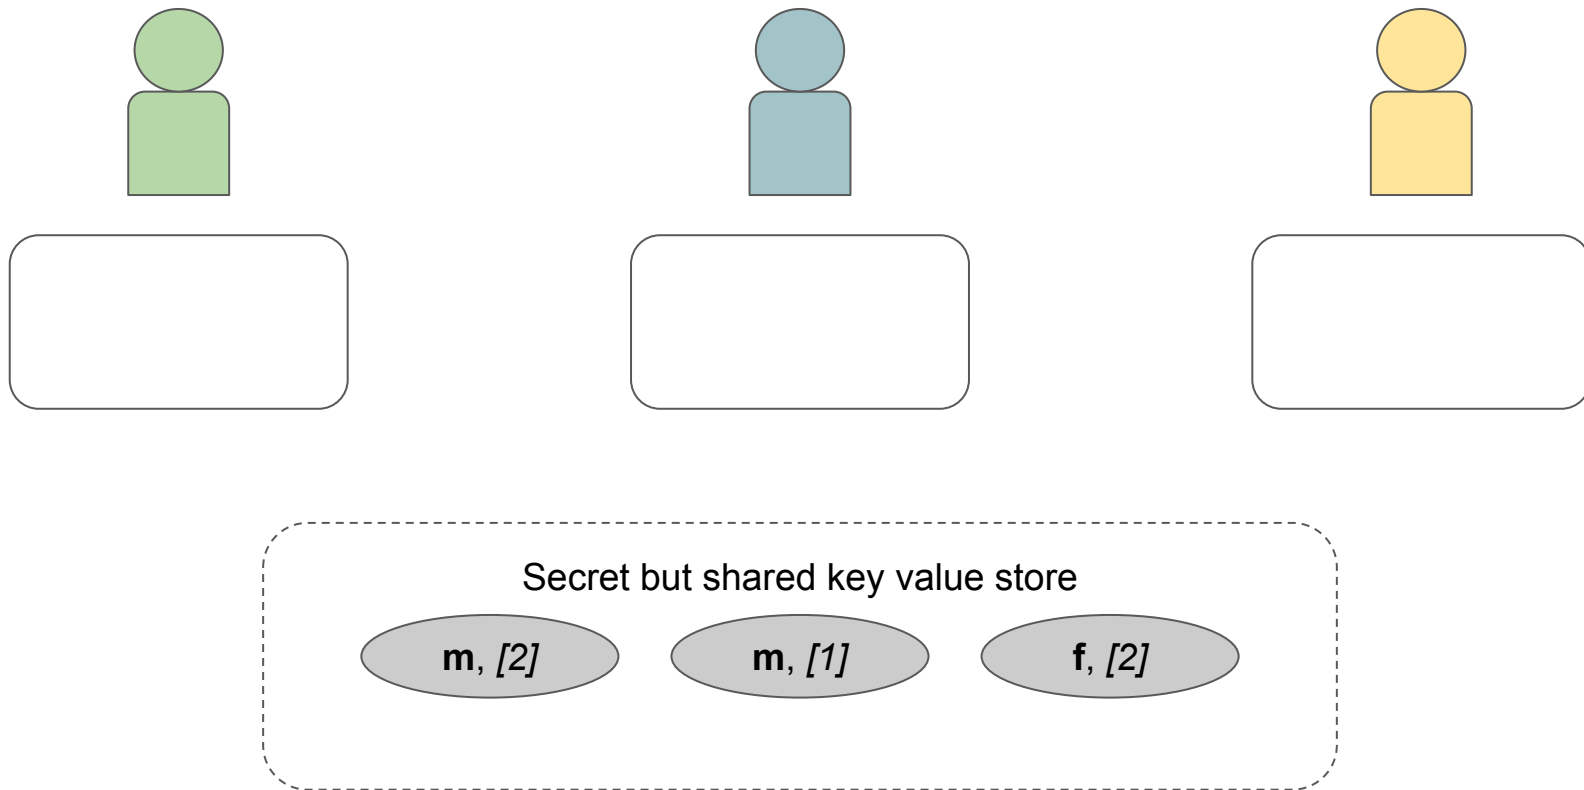 Secret but shared key value store
m, [2] m, [1] f, [2]